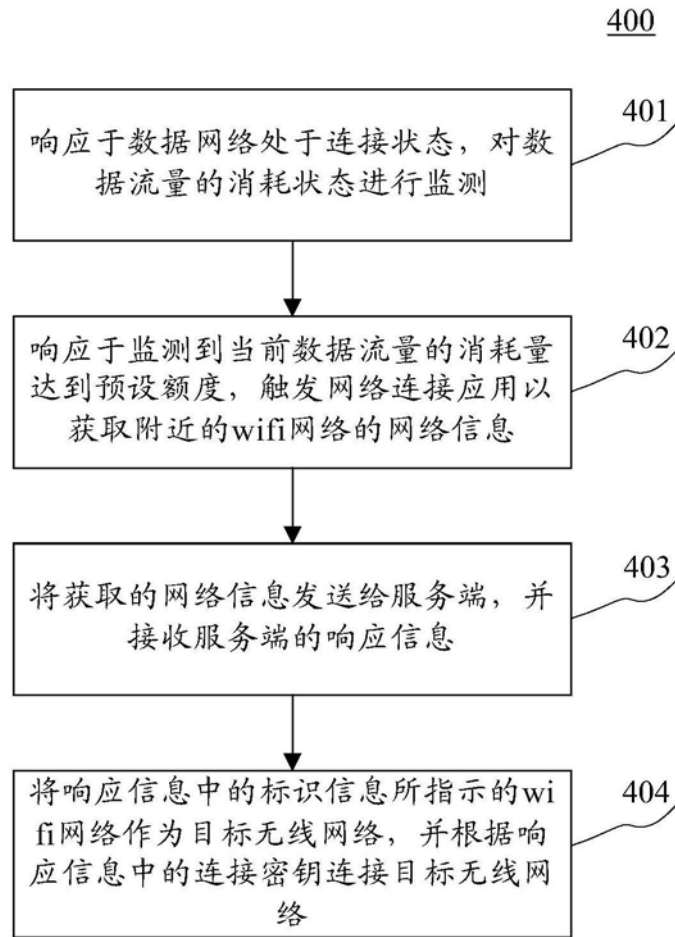 400
401
响应于数据网络处于连接状态，对数
据流量的消耗状态进行监测
402
响应于监测到当前数据流量的消耗量
达到预设额度，触发网络连接应用以
获取附近的wifi网络的网络信息
403
将获取的网络信息发送给服务端，并
接收服务端的响应信息
404
将响应信息中的标识信息所指示的wi
fi网络作为目标无线网络，并根据响
应信息中的连接密钥连接目标无线网
络